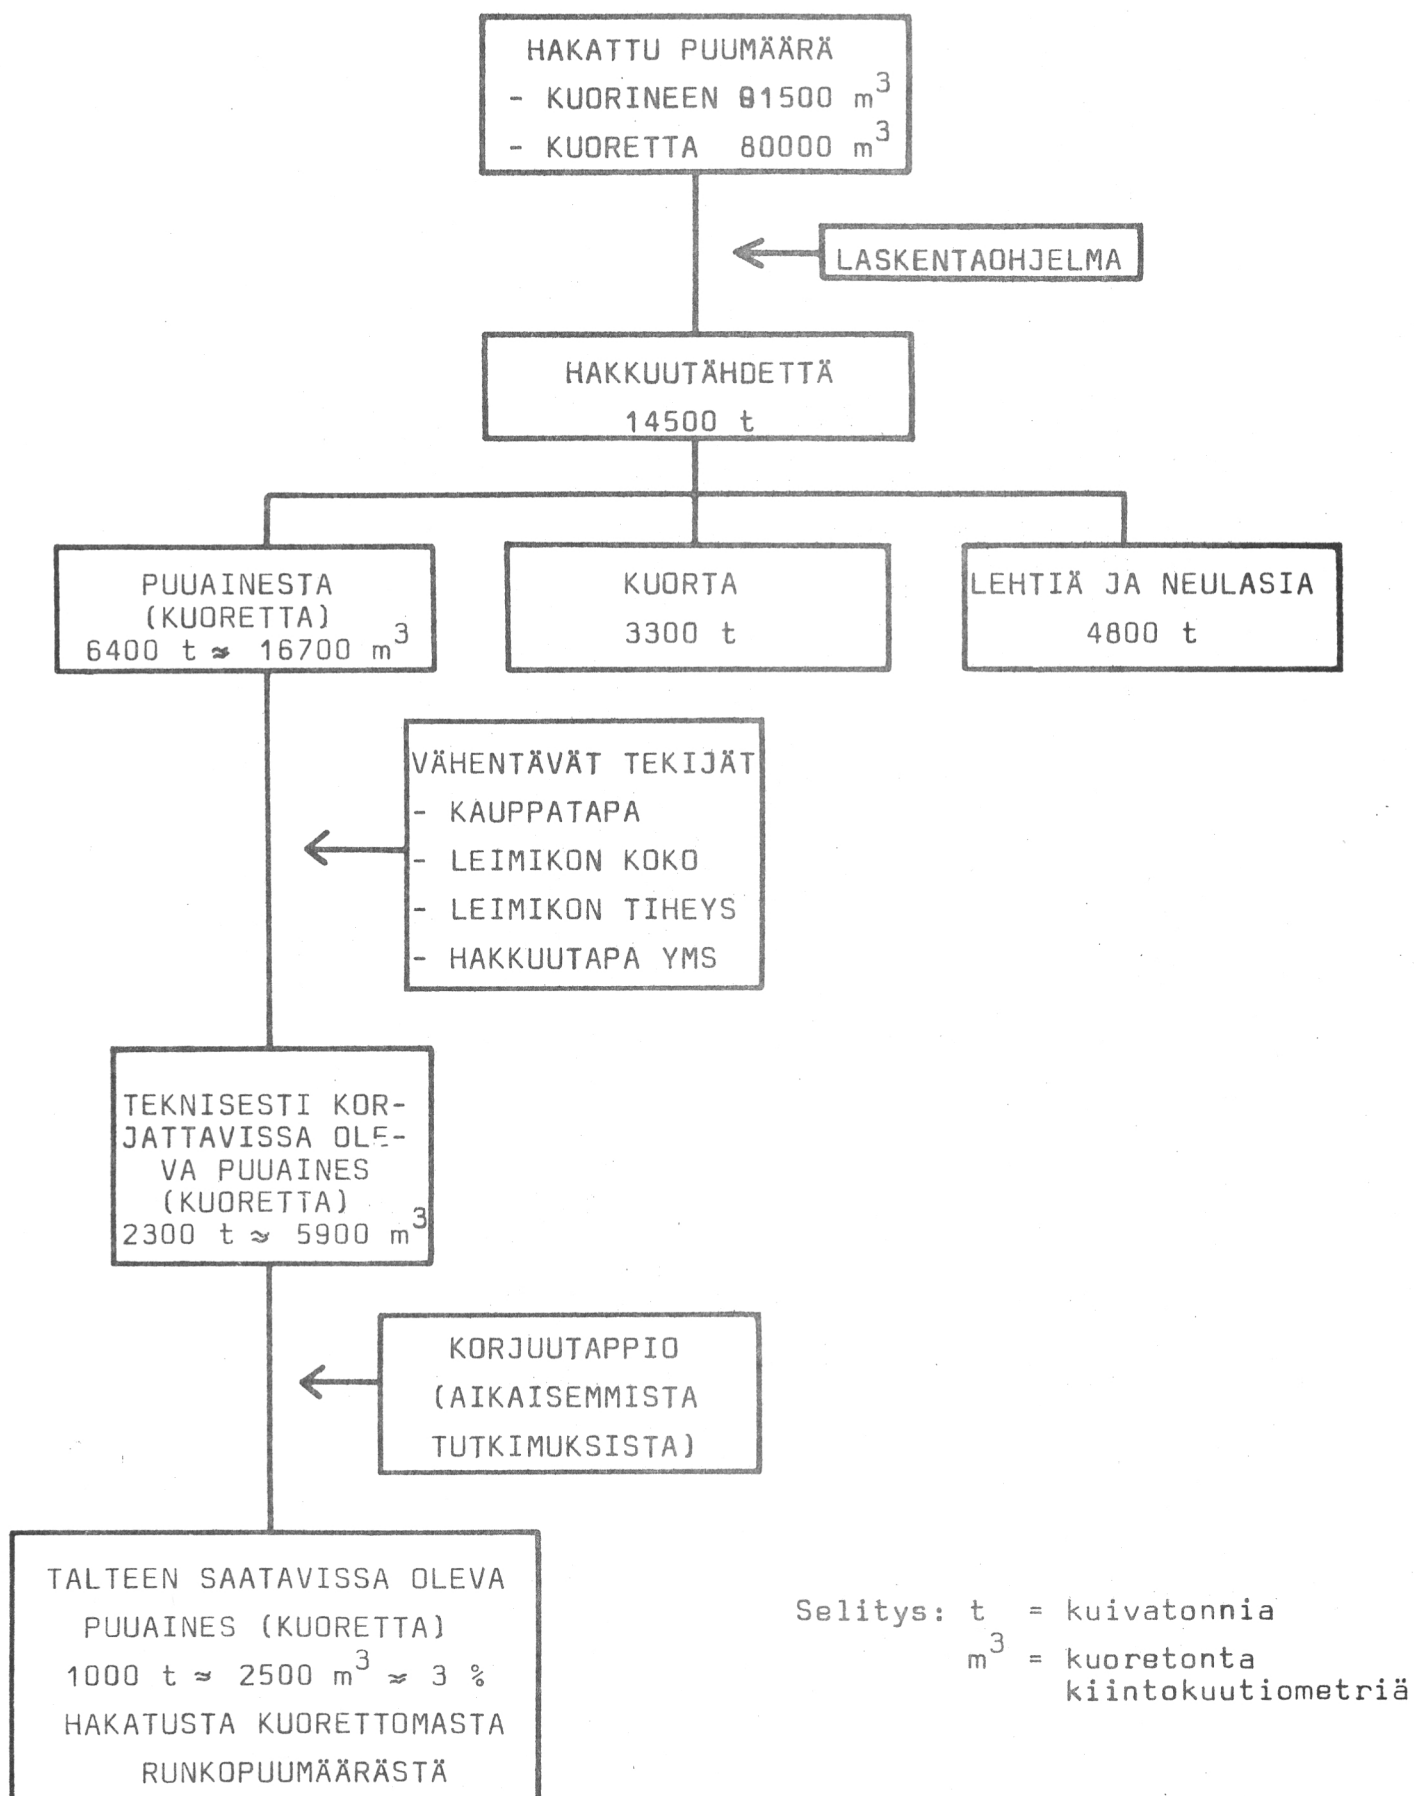 HAKATTU PUUMÄÄRÄ
- KUORINEEN 91500 m³
- KUORETTA 80000 m³
LASKENTAOHJELMA
HAKKUUTÄHDETTÄ
14500 t
PUUAINESTA
(KUORETTA)
6400 t ≈ 16700 m³
KUORTA
3300 t
LEHTIÄ JA NEULASIA
4800 t
VÄHENTÄVÄT TEKIJÄT
- KAUPPATAPA
- LEIMIKON KOKO
- LEIMIKON TIHEYS
- HAKKUUTAPA YMS
TEKNISESTI KOR-
JATTAVISSA OLE-
VA PUUAINES
(KUORETTA)
2300 t ≈ 5900 m³
KORJUUTAPPIO
(AIKAISEMMISTA
TUTKIMUKSISTA)
TALTEEN SAATAVISSA OLEVA
PUUAINES (KUORETTA)
1000 t ≈ 2500 m³ ≈ 3 %
HAKATUSTA KUORETTOMASTA
RUNKOPUUMÄÄRÄSTÄ
Selitys: t = kuivatonnia
m³ = kuoretonta
kiintokuutiometriä